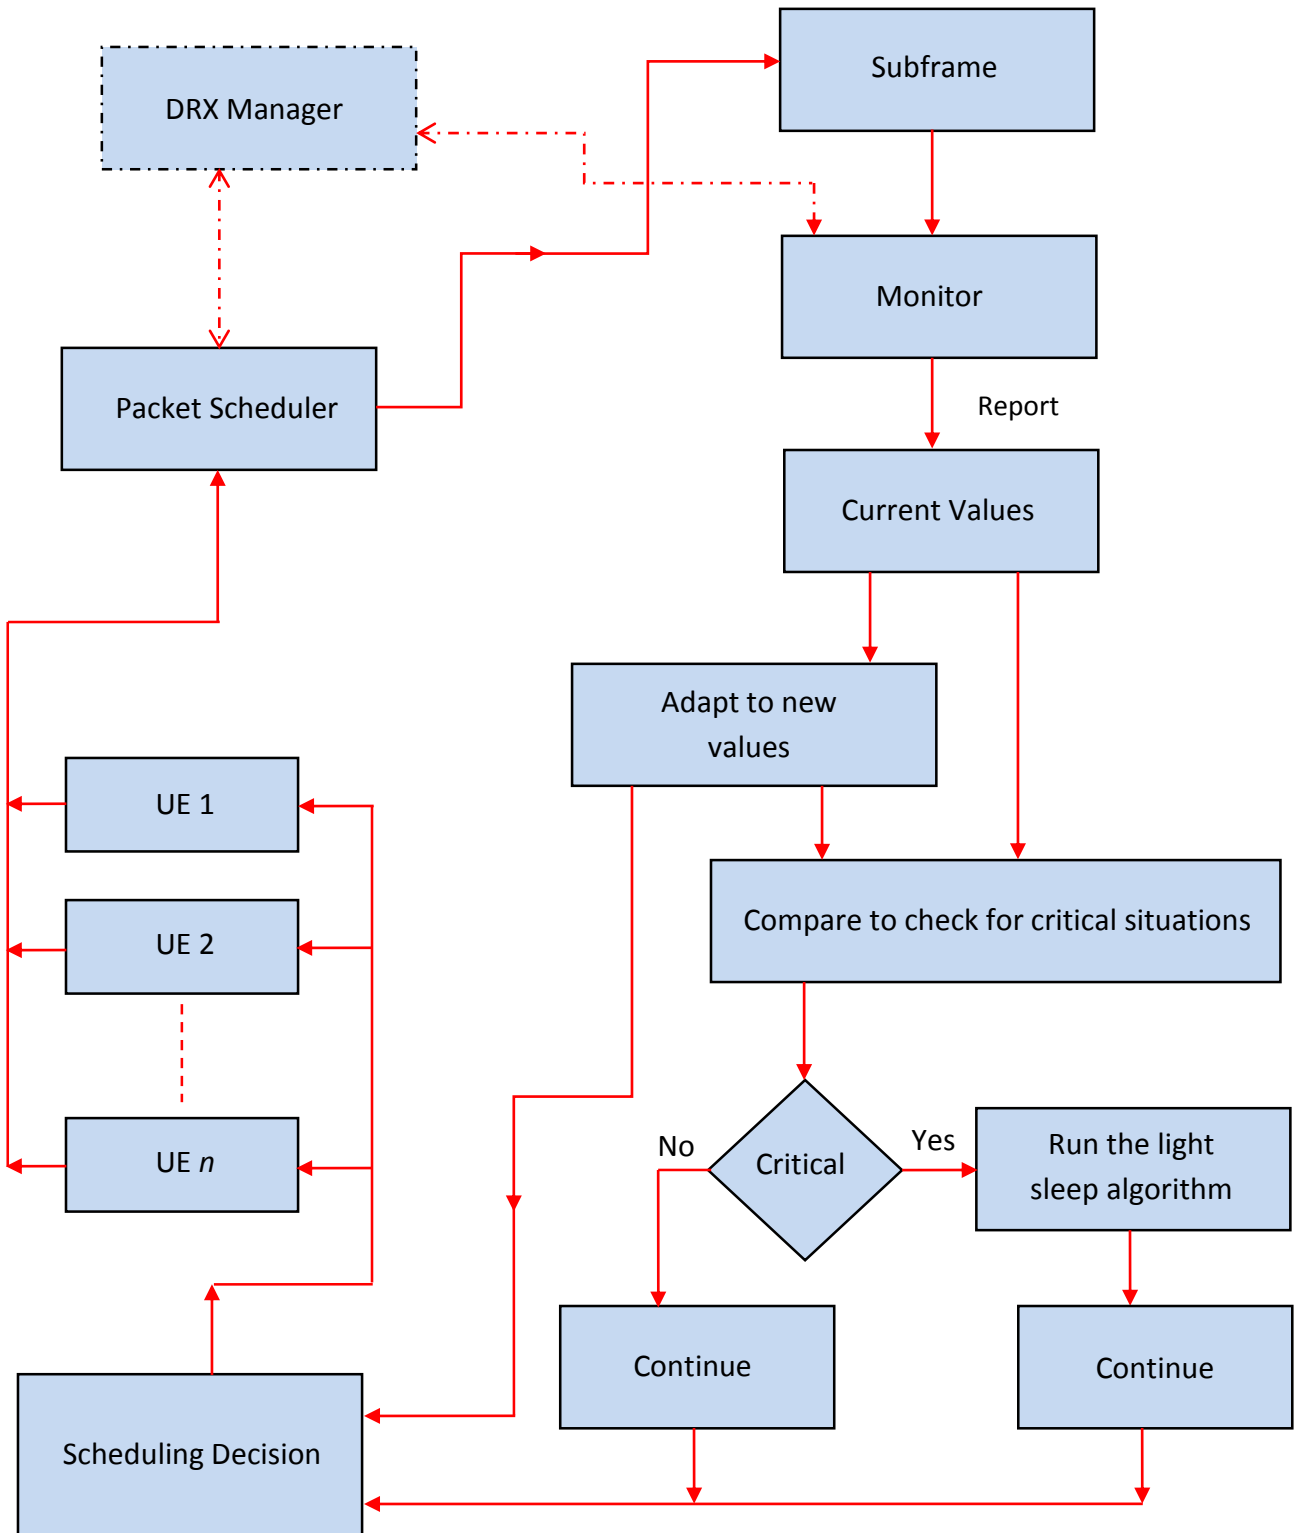 Subframe
DRX Manager
Monitor
Packet Scheduler
Report
Current Values
Adapt to new
values
UE 1
UE 2
Compare to check for critical situations
UE n
No
Yes
Critical
Run the light
sleep algorithm
Continue
Continue
Scheduling Decision